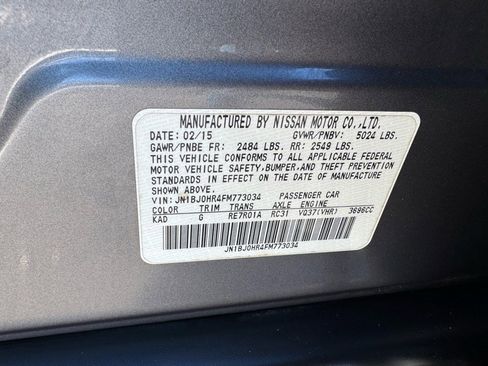 MANUFACTURED BY NISSAN MOTOR CO.,LTD.
DATE: 02/15 GVWR/PNBV: 5024 LBS.
GAWR/PNBE FR: 2484 LBS. RR: 2549 LBS.
THIS VEHICLE CONFORMS TO ALL APPLICABLE FEDERAL
MOTOR VEHICLE SAFETY,BUMPER,AND THEFT PREVENTION
STANDARDS IN EFFECT ON THE DATE OF MANUFACTURE
SHOWN ABOVE.
VIN: JN1BJ0HR4FM773034 PASSENGER CAR
COLOR TRIM TRANS AXLE ENGINE
KAD G RE7R01A RC31 VQ37(VHR) 3696CC
JN1BJ0HR4FM773034